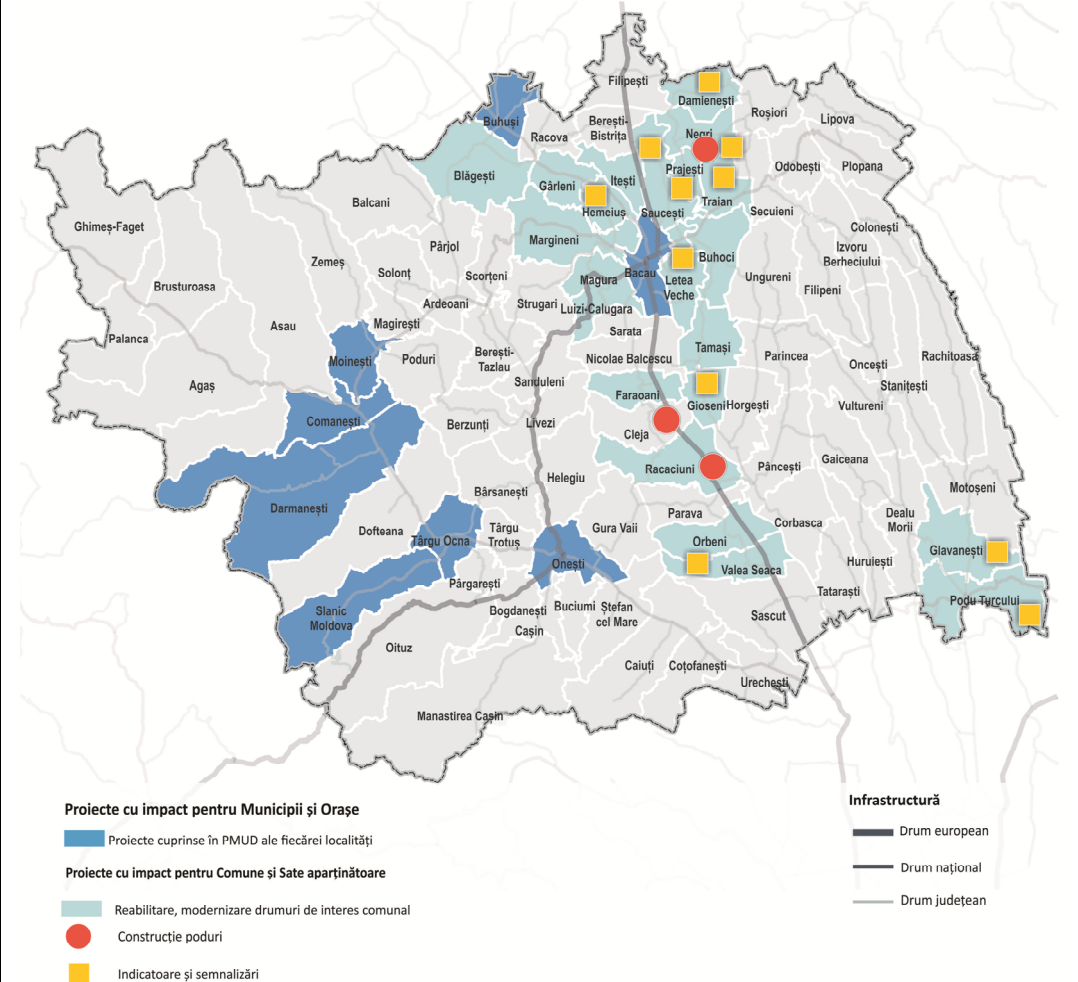 Filipești
Damienești
Buhuși
Racova
Berești-
Bistrița
Negri
Roșiori
Lipova
Blăgești
Gârleni
Itești
Prajești
Odobești
Plopana
Balcani
Hemciuș
Saucești
Traian
Secuieni
Ghimeș-Faget
Colonești
Zemeș
Pârjol
Margineni
Izvoru
Berheciului
Brusturoasa
Solonț
Scorțeni
Magura
Bacau
Letea
Veche
Buhoci
Ungureni
Filipeni
Ardeoani
Strugari
Luizi-Calugara
Asau
Magirești
Sarata
Palanca
Moinești
Poduri
Berești-
Tazlau
Nicolae Balcescu
Tamași
Parincea
Oncești
Rachitoasa
Agaș
Sanduleni
Faraoani
Gioseni
Horgești
Stanițești
Vultureni
Comanești
Berzunți
Livezi
Cleja
Racaciuni
Pâncești
Gaiceana
Helegiu
Motoșeni
Darmanești
Bârsanești
Parava
Corbasca
Dealu
Morii
Dofteana
Târgu Ocna
Târgu
Trotuș
Gura Vaii
Orbeni
Glavanești
Onești
Valea Seaca
Huruiești
Pârgarești
Tatarăști
Podu Turcului
Slanic
Moldova
Bogdanești
Buciumi
Ștefan
cel Mare
Sascut
Cașin
Oituz
Caiuți
Coțofanești
Urechești
Manastirea Cașin
Proiecte cu impact pentru Municipii și Orașe
Proiecte cuprinse în PMUD ale fiecărei localități
Proiecte cu impact pentru Comune și Sate aparținătoare
Reabilitare, modernizare drumuri de interes comunal
Construcție poduri
Indicatoare și semnalizări
Infrastructură
Drum european
Drum național
Drum județean